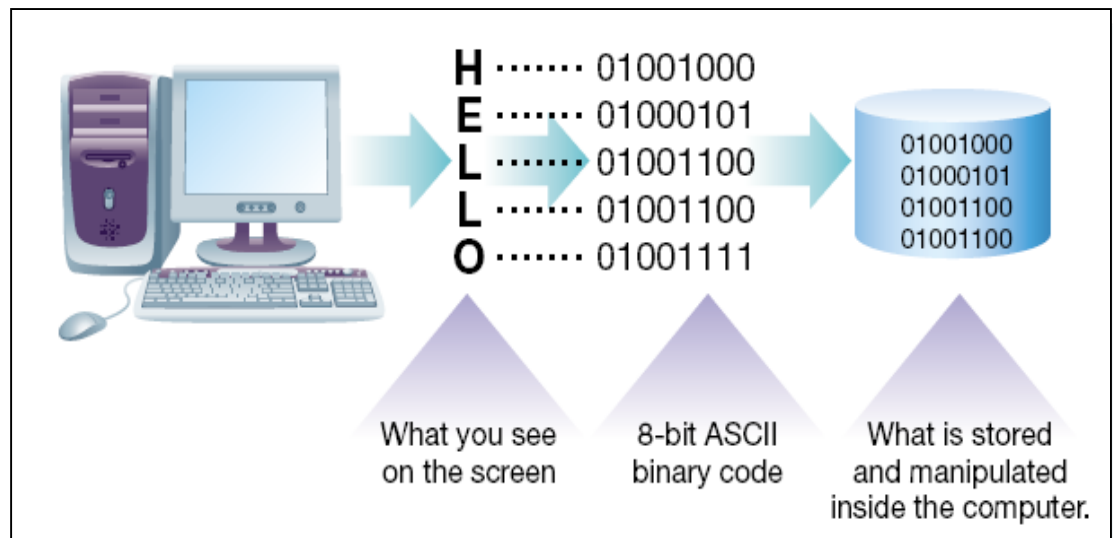 H ······· 01001000
E ······· 01000101
L ······· 01001100
L ······· 01001100
O ······· 01001111
01001000
01000101
01001100
01001100
What you see
on the screen
8-bit ASCII
binary code
What is stored
and manipulated
inside the computer.